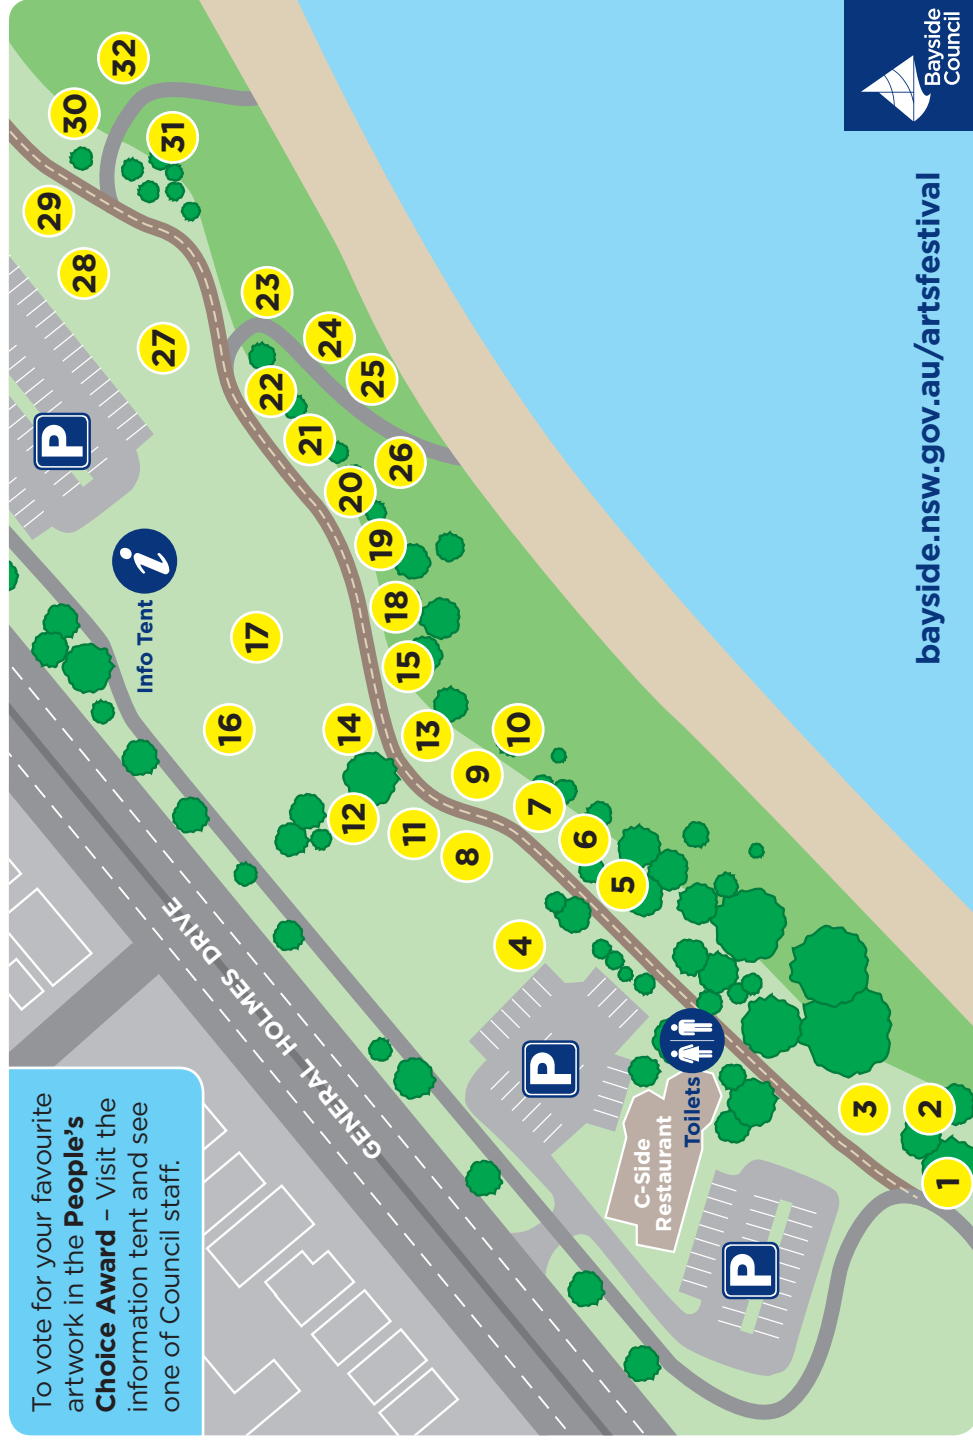 To vote for your favourite
artwork in the People's
Choice Award – Visit the
information tent and see
one of Council staff.
GENERAL HOLMES DRIVE
P
P
P
C-Side
Restaurant
Toilets
Info Tent
i
1
2
3
4
5
6
7
8
9
10
11
12
13
14
15
16
17
18
19
20
21
22
23
24
25
26
27
28
29
30
31
32
bayside.nsw.gov.au/artsfestival
Bayside
Council